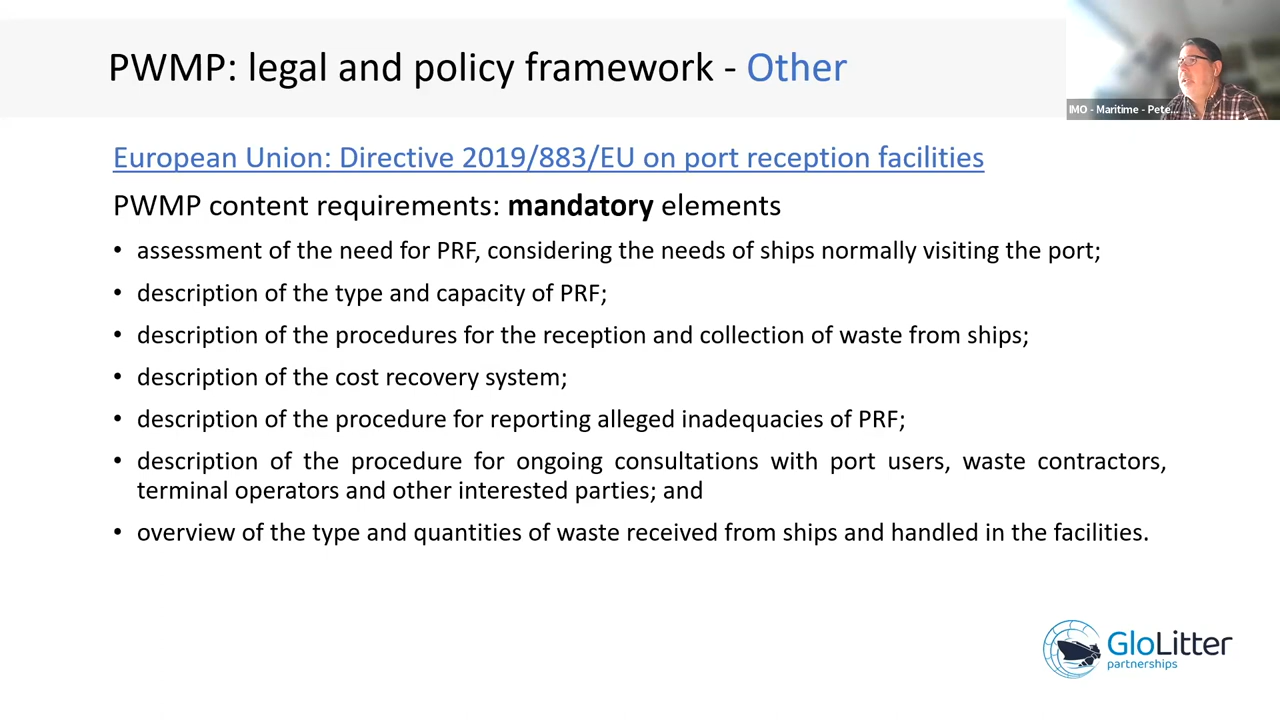 PWMP: legal and policy framework - Other
IMO - Maritime - Pete...
European Union: Directive 2019/883/EU on port reception facilities
PWMP content requirements: mandatory elements
• assessment of the need for PRF, considering the needs of ships normally visiting the port;
• description of the type and capacity of PRF;
• description of the procedures for the reception and collection of waste from ships;
• description of the cost recovery system;
• description of the procedure for reporting alleged inadequacies of PRF;
• description of the procedure for ongoing consultations with port users, waste contractors,
terminal operators and other interested parties; and
• overview of the type and quantities of waste received from ships and handled in the facilities.
GloLitter
partnerships